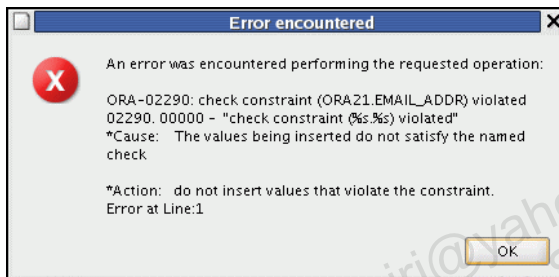 Error encountered
An error was encountered performing the requested operation:
ORA-02290: check constraint (ORA21.EMAIL_ADDR) violated
02290. 00000 - "check constraint (%s.%s) violated"
*Cause: The values being inserted do not satisfy the named
check
*Action: do not insert values that violate the constraint.
Error at Line:1
OK